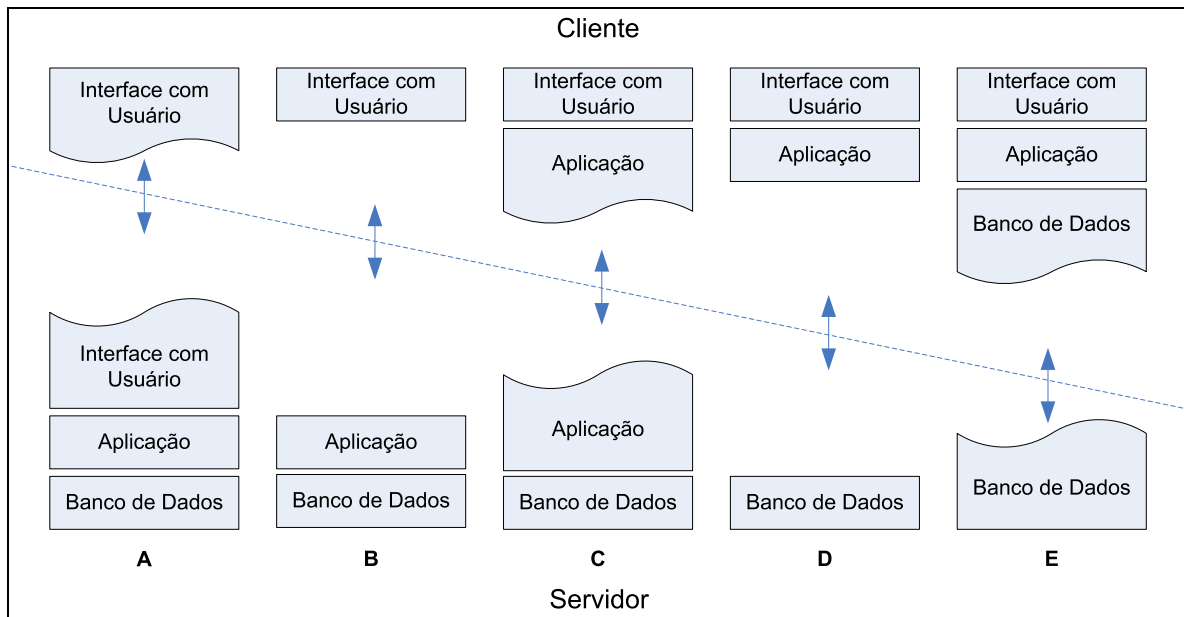 Cliente
Interface com
Usuário
Interface com
Usuário
Interface com
Usuário
Interface com
Usuário
Interface com
Usuário
Aplicação
Aplicação
Aplicação
Banco de Dados
Interface com
Usuário
Aplicação
Aplicação
Aplicação
Banco de Dados
Banco de Dados
Banco de Dados
Banco de Dados
Banco de Dados
A
B
C
D
E
Servidor